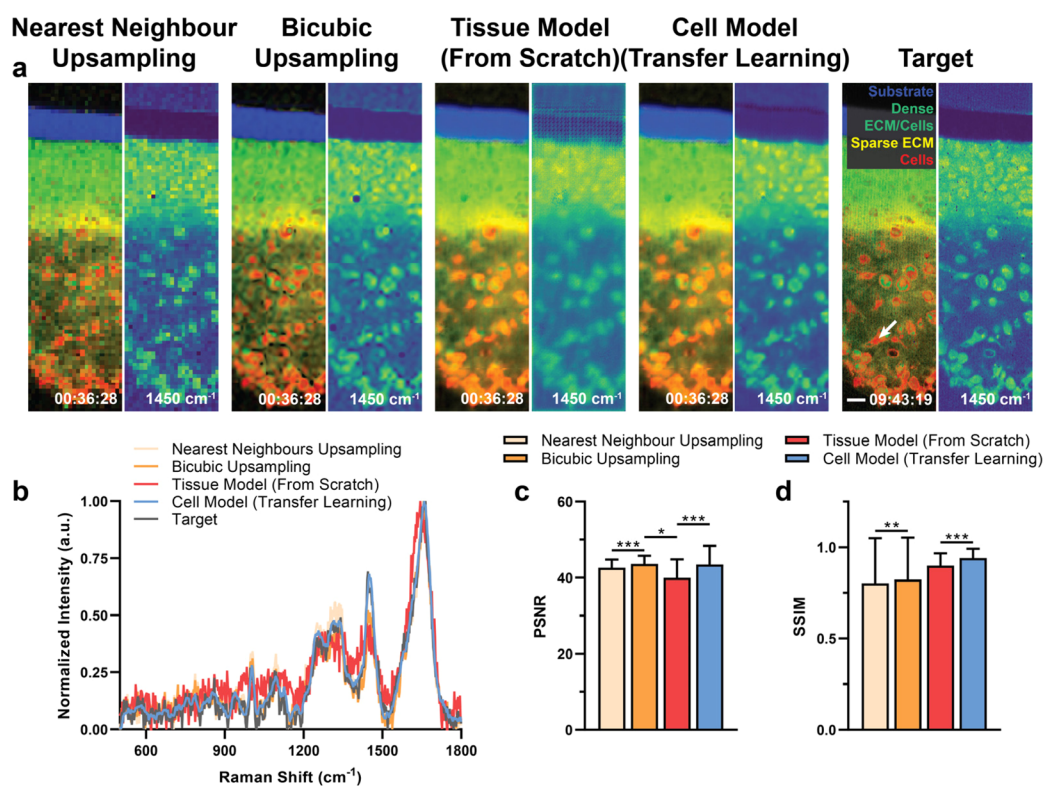 Nearest Neighbour Upsampling
Bicubic Upsampling
Tissue Model (From Scratch)
Cell Model (Transfer Learning)
Target
a
Substrate
Dense
ECM/Cells
Sparse ECM
Cells
00:36:28
1450 cm-1
00:36:28
1450 cm-1
00:36:28
1450 cm-1
00:36:28
1450 cm-1
09:43:19
1450 cm-1
b
Nearest Neighbours Upsampling
Bicubic Upsampling
Tissue Model (From Scratch)
Cell Model (Transfer Learning)
Target
Normalized Intensity (a.u.)
1.00
0.75
0.50
0.25
0.00
600
900
1200
1500
1800
Raman Shift (cm-1)
Nearest Neighbour Upsampling
Bicubic Upsampling
Tissue Model (From Scratch)
Cell Model (Transfer Learning)
c
PSNR
60
40
20
0
***
*
***
d
SSIM
1.0
0.5
0.0
**
***